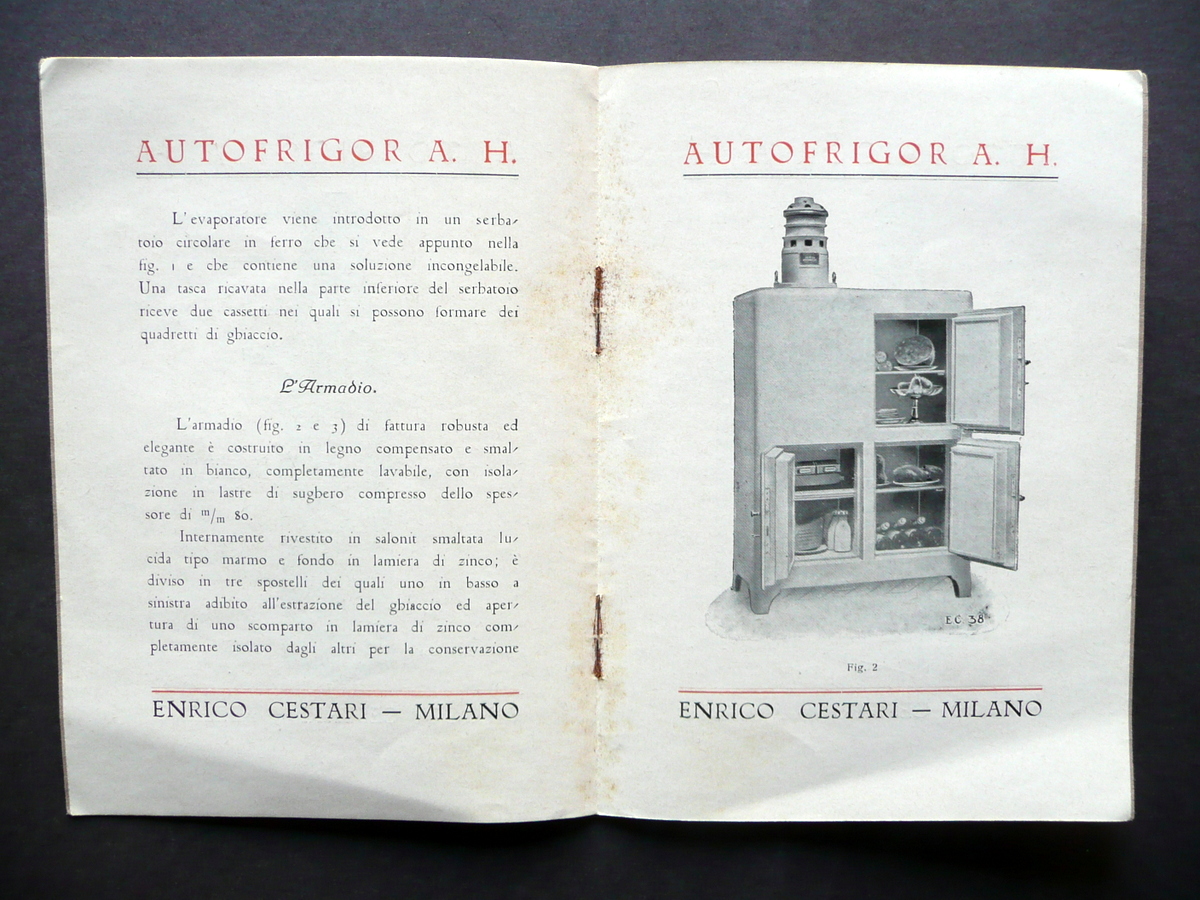 AUTOFRIGOR A. H.
L'evaporatore viene introdotto in un serba-
toio circolare in ferro che si vede appunto nella
fig. 1 e che contiene una soluzione incongelabile.
Una tasca ricavata nella parte inferiore del serbatoio
riceve due cassetti nei quali si possono formare dei
quadretti di ghiaccio.
L'Armadio.
L'armadio (fig. 2 e 3) di fattura robusta ed
elegante è costruito in legno compensato e smal-
tato in bianco, completamente lavabile, con isola-
zione in lastre di sughero compresso dello spes-
sore di m/m 80.
Internamente rivestito in salonit smaltata lu-
cida tipo marmo e fondo in lamiera di zinco; è
diviso in tre spostelli dei quali uno in basso a
sinistra adibito all'estrazione del ghiaccio ed aper-
tura di uno scomparto in lamiera di zinco com-
pletamente isolato dagli altri per la conservazione
ENRICO CESTARI — MILANO
AUTOFRIGOR A. H.
EC 38
Fig. 2
ENRICO CESTARI — MILANO